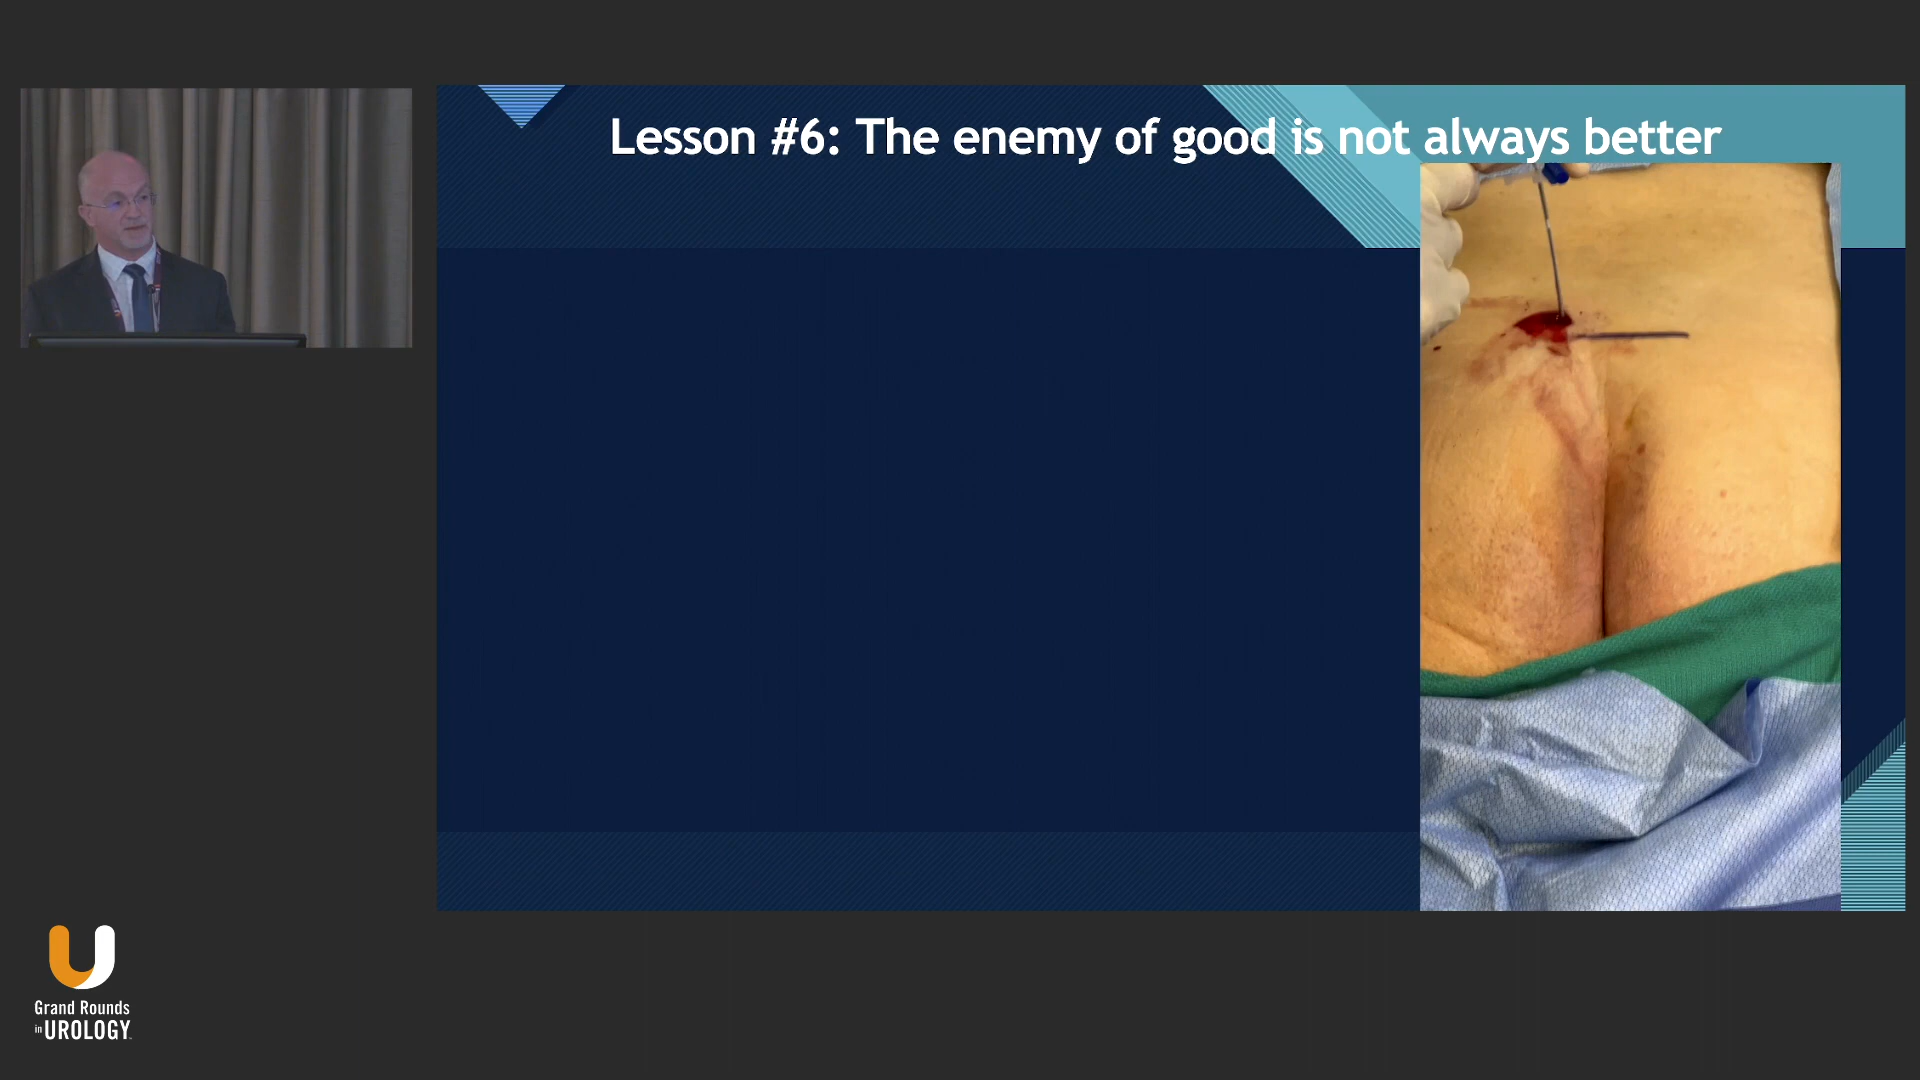 Lesson #6: The enemy of good is not always better
Grand Rounds
in UROLOGY